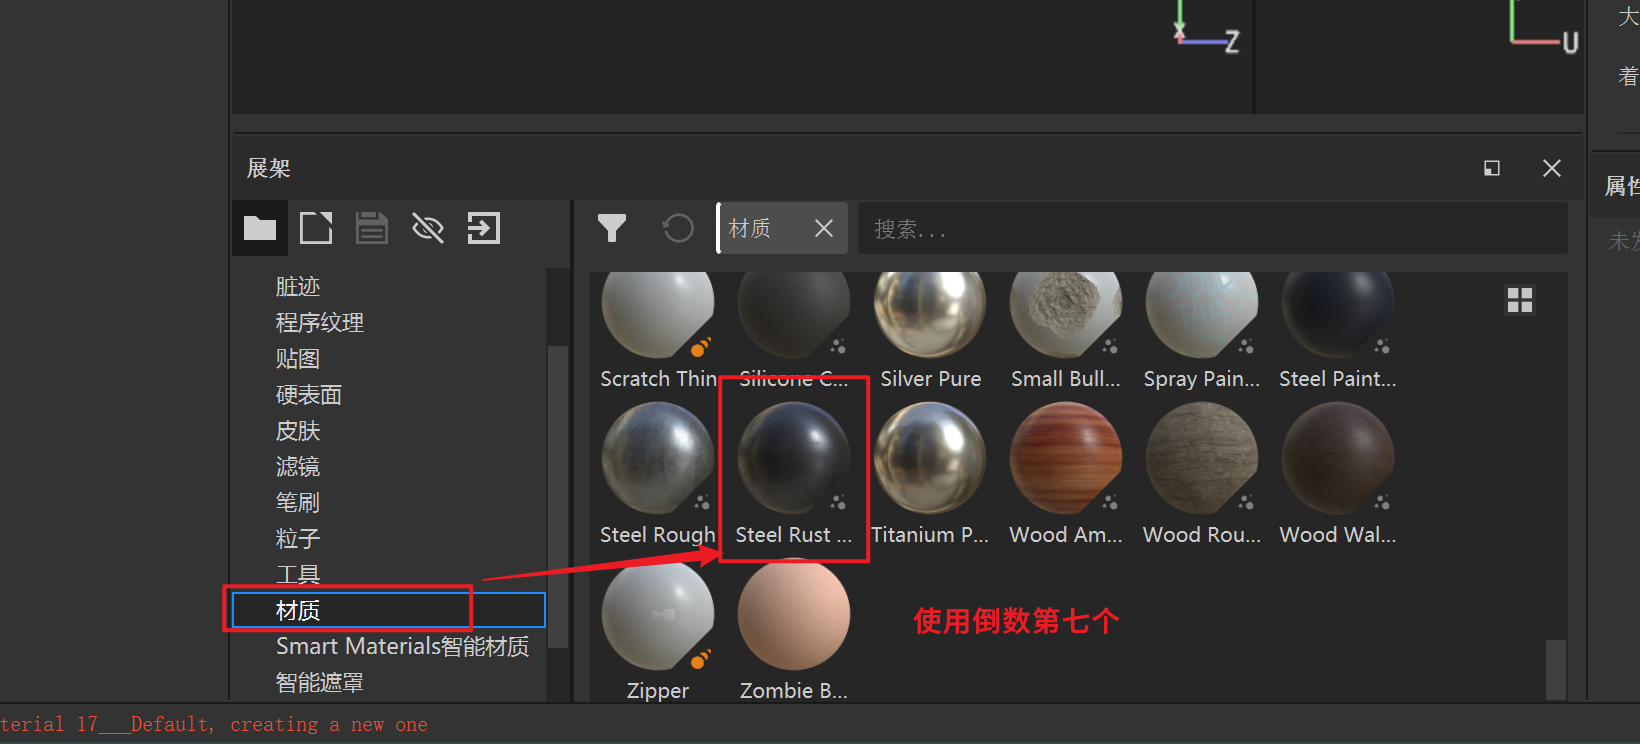 大
X
Z
U
着
展架
属性
材质
搜索...
未发
脏迹
程序纹理
贴图
硬表面
皮肤
滤镜
笔刷
粒子
工具
材质
Smart Materials智能材质
智能遮罩
YOUR
TAG
Scratch Thin
Silicone C...
Silver Pure
Small Bull...
Spray Pain...
Steel Paint...
Steel Rough
Steel Rust ...
Titanium P...
Wood Am...
Wood Rou...
Wood Wal...
使用倒数第七个
Zipper
Zombie B...
terial 17___Default, creating a new one